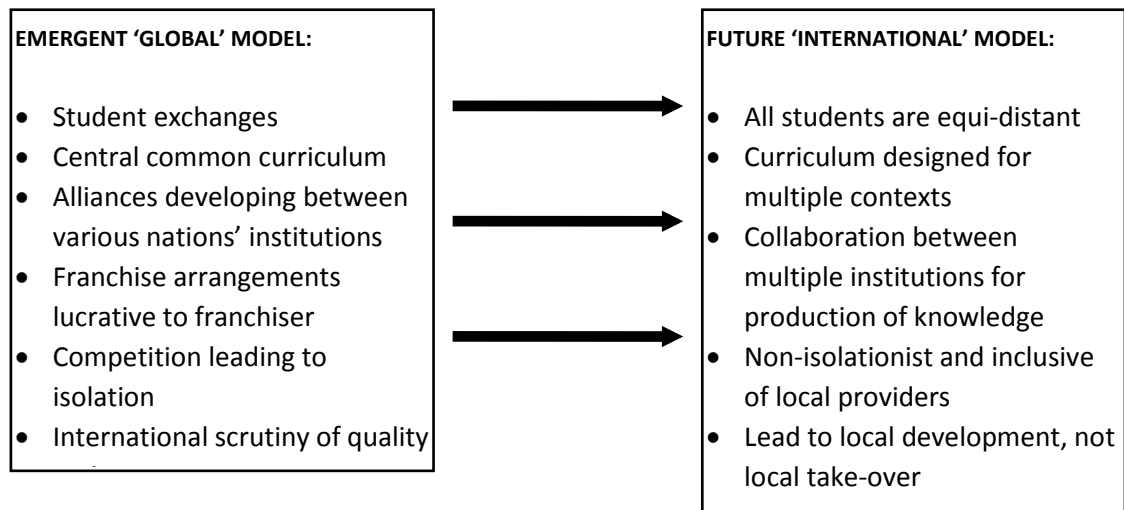 EMERGENT ‘GLOBAL’ MODEL:
• Student exchanges
• Central common curriculum
• Alliances developing between
various nations’ institutions
• Franchise arrangements
lucrative to franchiser
• Competition leading to
isolation
• International scrutiny of quality
FUTURE ‘INTERNATIONAL’ MODEL:
• All students are equi-distant
• Curriculum designed for
multiple contexts
• Collaboration between
multiple institutions for
production of knowledge
• Non-isolationist and inclusive
of local providers
• Lead to local development, not
local take-over